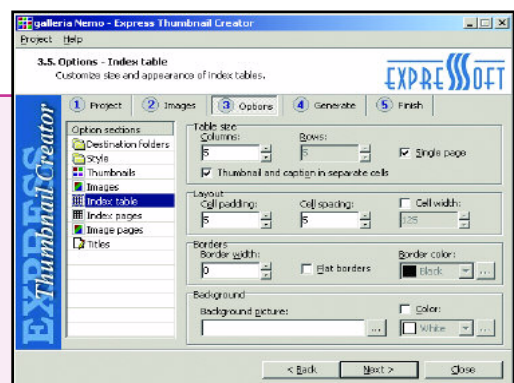 galleria Nemo - Express Thumbnail Creator
Project Help
3.5. Options - Index table
Customize size and appearance of index tables.
EXPRESSSOFT
1 Project 2 Images 3 Options 4 Generate 5 Finish
EXPRESS
Thumbnail Creator
Option sections
Destination folders
Style
Thumbnails
Images
Index table
Index pages
Image pages
Titles
Table size
Columns: Rows:
5 5 Single page
Thumbnail and caption in separate cells
Layout
Cell padding: Cell spacing: Cell width:
5 5 125
Borders
Border width: Border color:
0 Flat borders Black ...
Background
Background picture: Color:
... White ...
< Back Next > Close